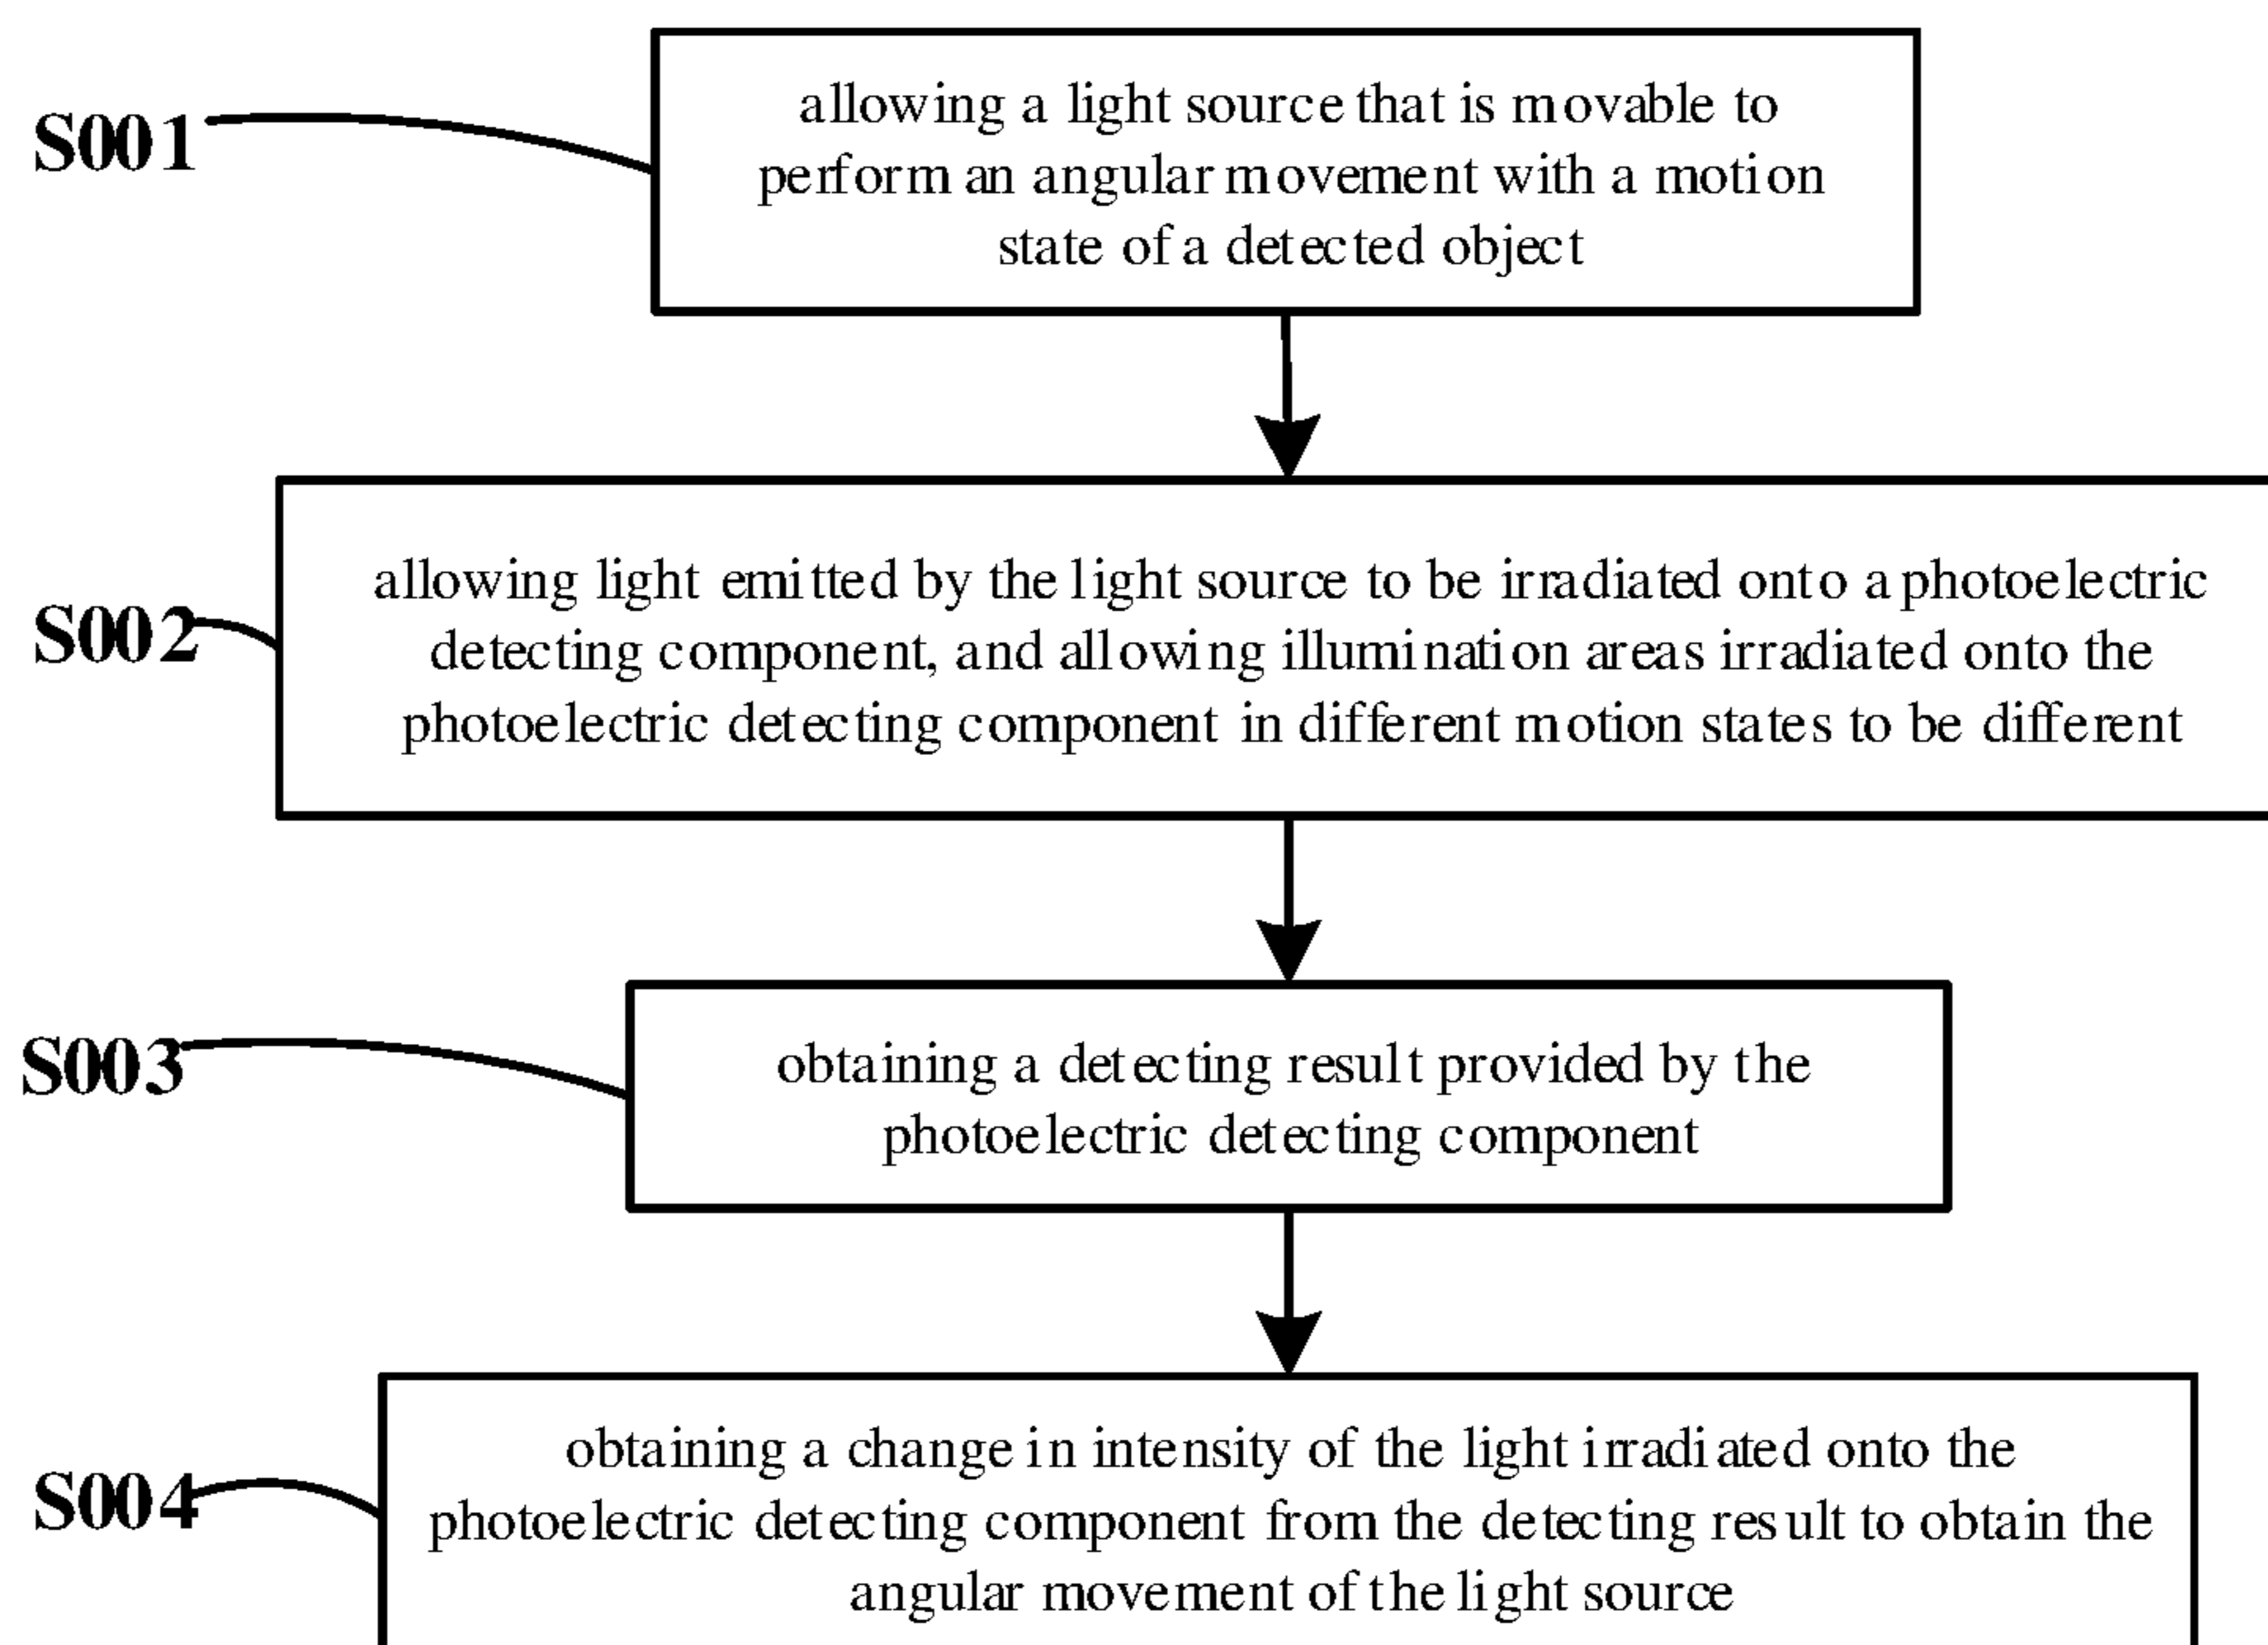 S001
allowing a light source that is movable to
perform an angular movement with a motion
state of a detected object
S002
allowing light emitted by the light source to be irradiated onto a photoelectric
detecting component, and allowing illumination areas irradiated onto the
photoelectric detecting component in different motion states to be different
S003
obtaining a detecting result provided by the
photoelectric detecting component
S004
obtaining a change in intensity of the light irradiated onto the
photoelectric detecting component from the detecting result to obtain the
angular movement of the light source